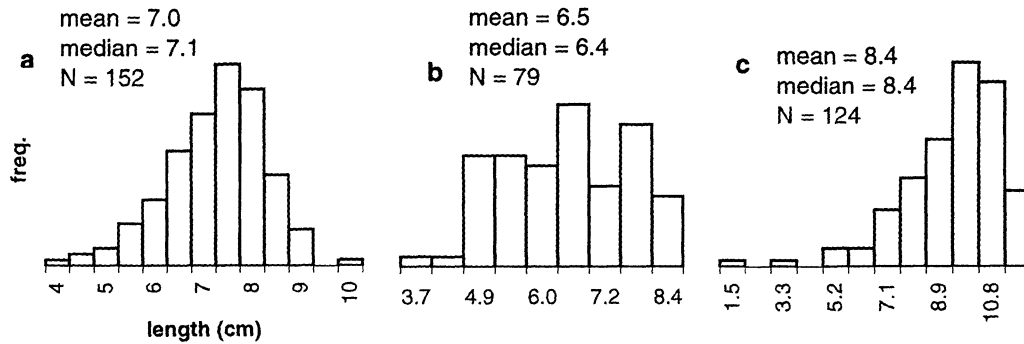 a
mean = 7.0
median = 7.1
N = 152
b
mean = 6.5
median = 6.4
N = 79
c
mean = 8.4
median = 8.4
N = 124
freq.
4 5 6 7 8 9 10
length (cm)
3.7 4.9 6.0 7.2 8.4
1.5 3.3 5.2 7.1 8.9 10.8